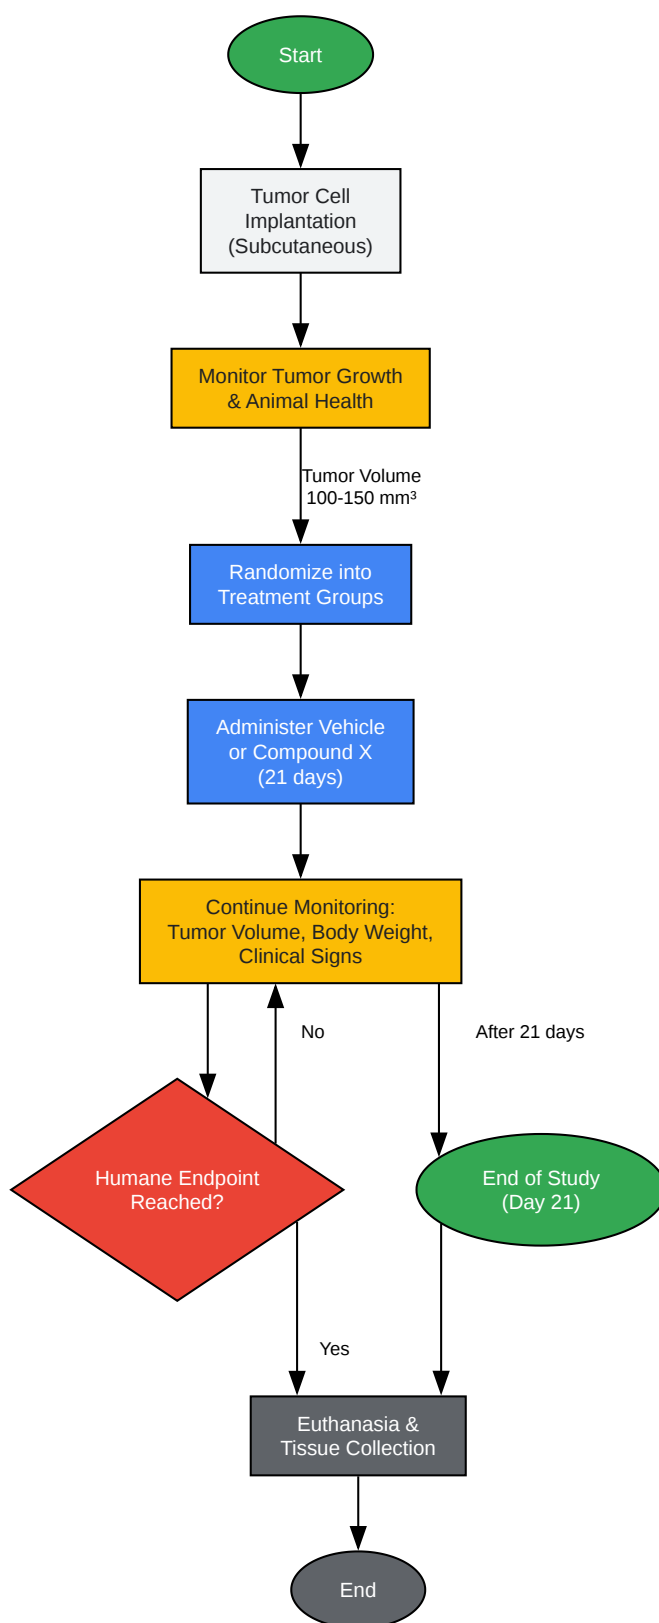 Start
Tumor Cell
Implantation
(Subcutaneous)
Monitor Tumor Growth
& Animal Health
Tumor Volume
100-150 mm³
Randomize into
Treatment Groups
Administer Vehicle
or Compound X
(21 days)
Continue Monitoring:
Tumor Volume, Body Weight,
Clinical Signs
No
After 21 days
Humane Endpoint
Reached?
End of Study
(Day 21)
Yes
Euthanasia &
Tissue Collection
End